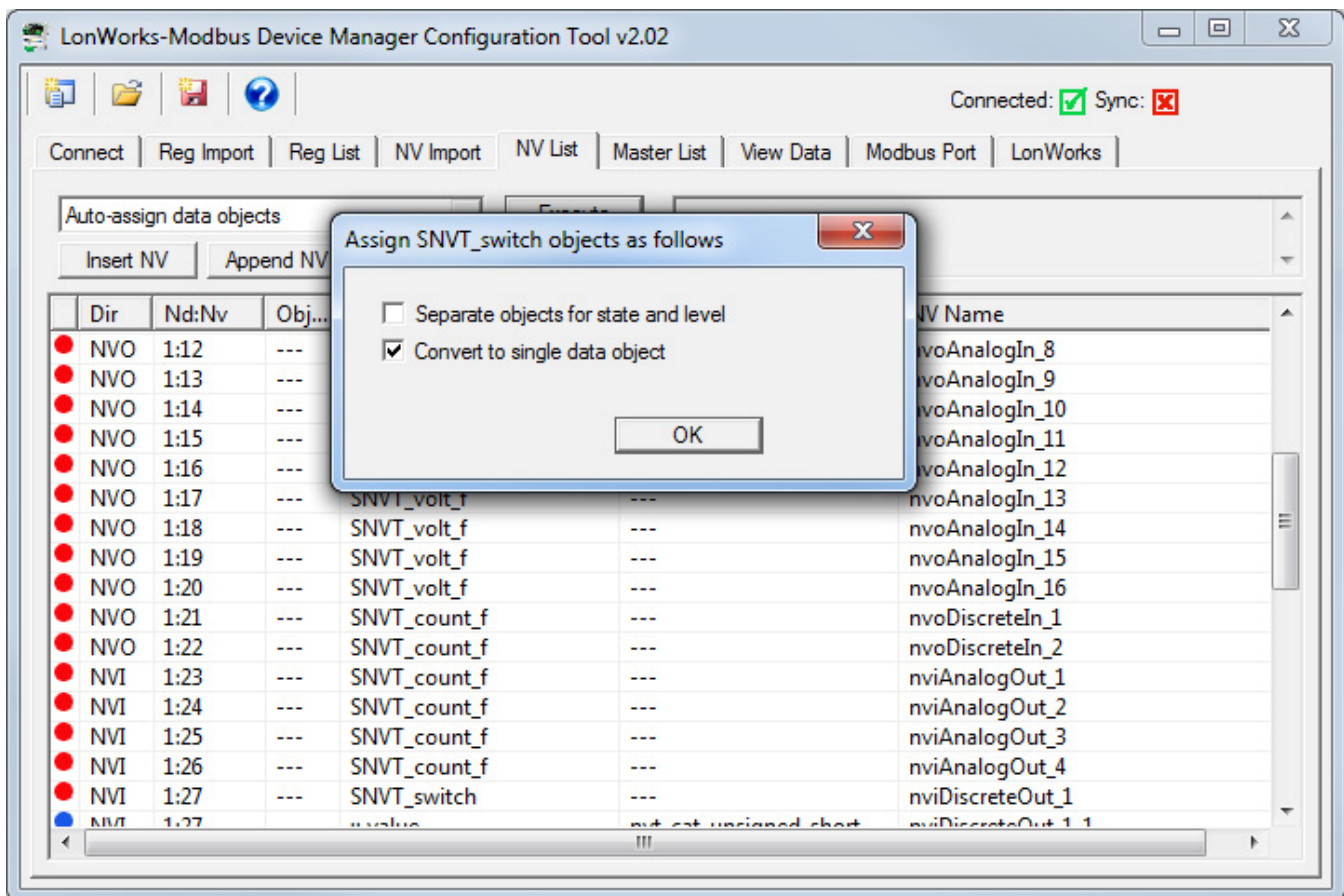 LonWorks-Modbus Device Manager Configuration Tool v2.02
Connected: Sync:
Connect Reg Import Reg List NV Import NV List Master List View Data Modbus Port LonWorks
Auto-assign data objects
Insert NV Append NV
Assign SNVT_switch objects as follows
Separate objects for state and level
Convert to single data object
OK
Dir Nd:Nv Obj... NV Name
NVO 1:12 --- nvoAnalogIn_8
NVO 1:13 --- nvoAnalogIn_9
NVO 1:14 --- nvoAnalogIn_10
NVO 1:15 --- nvoAnalogIn_11
NVO 1:16 --- nvoAnalogIn_12
NVO 1:17 --- SNVT_volt_f --- nvoAnalogIn_13
NVO 1:18 --- SNVT_volt_f --- nvoAnalogIn_14
NVO 1:19 --- SNVT_volt_f --- nvoAnalogIn_15
NVO 1:20 --- SNVT_volt_f --- nvoAnalogIn_16
NVO 1:21 --- SNVT_count_f --- nvoDiscreteIn_1
NVO 1:22 --- SNVT_count_f --- nvoDiscreteIn_2
NVI 1:23 --- SNVT_count_f --- nviAnalogOut_1
NVI 1:24 --- SNVT_count_f --- nviAnalogOut_2
NVI 1:25 --- SNVT_count_f --- nviAnalogOut_3
NVI 1:26 --- SNVT_count_f --- nviAnalogOut_4
NVI 1:27 --- SNVT_switch --- nviDiscreteOut_1
NVI 1:27 nvt_cat_unsigned_short nviDiscreteOut_1_1